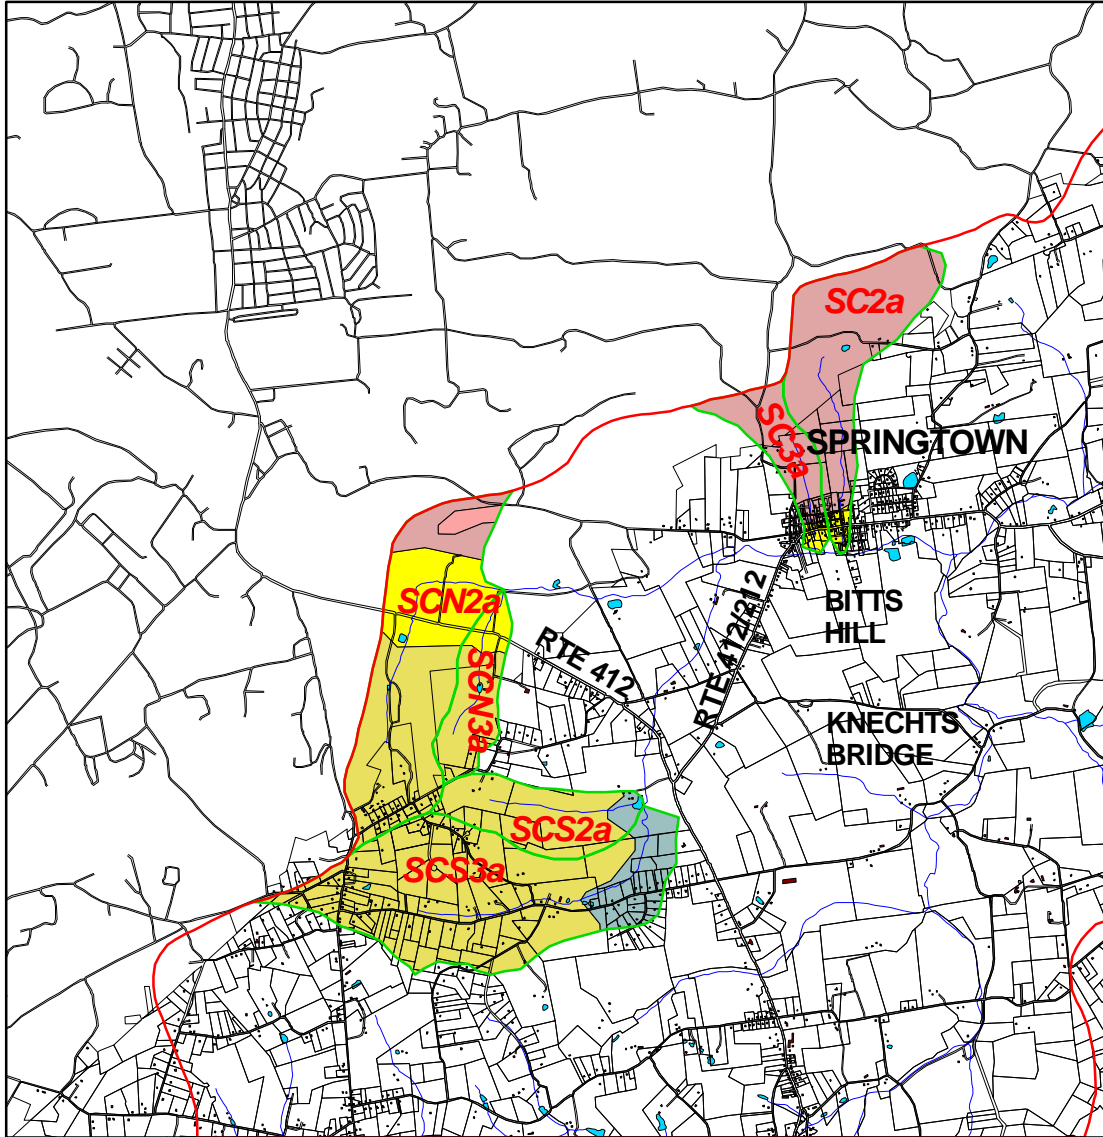 SC2a
SC3a
SPRINGTOWN
SCN2a
BITTS
HILL
RTE 412/212
RTE 412
SCN3a
KNECHTS
BRIDGE
SCS2a
SCS3a